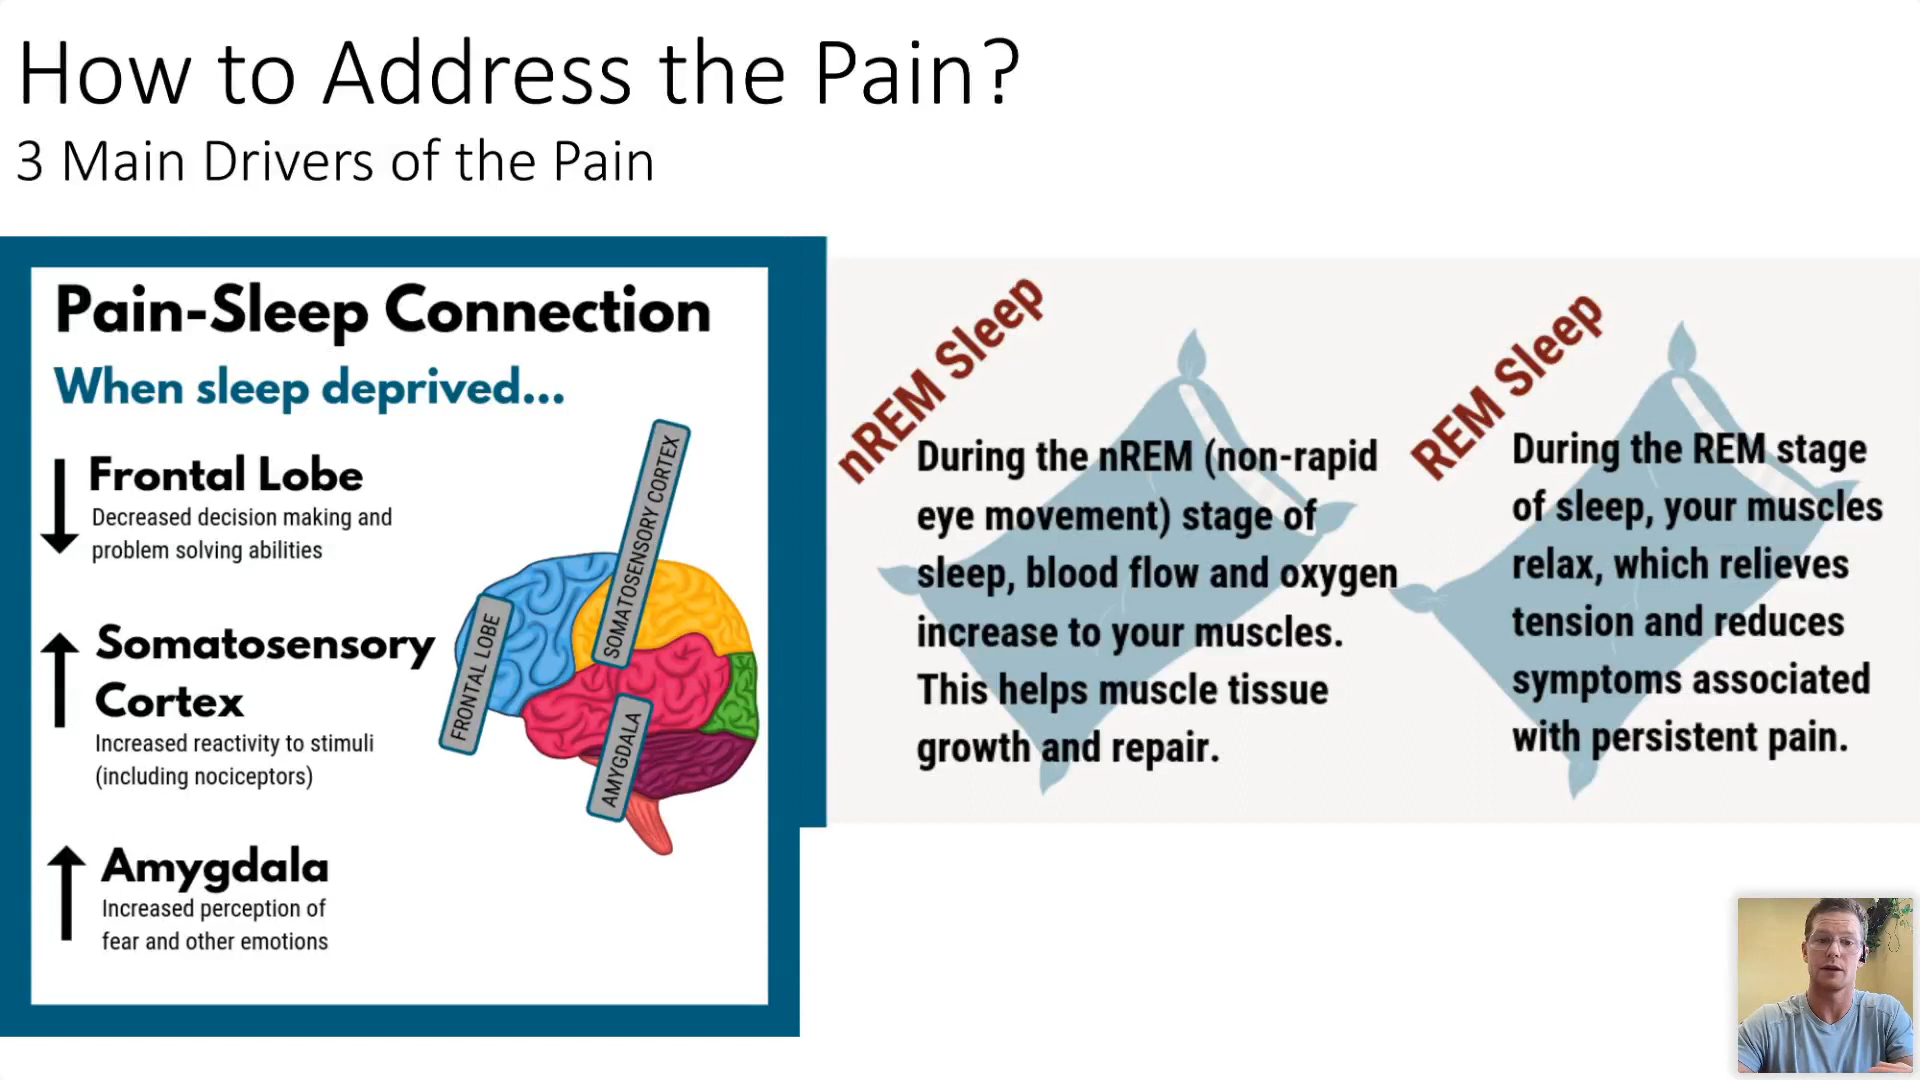 How to Address the Pain?
3 Main Drivers of the Pain
Pain-Sleep Connection
When sleep deprived...
Frontal Lobe
Decreased decision making and
problem solving abilities
Somatosensory
Cortex
Increased reactivity to stimuli
(including nociceptors)
Amygdala
Increased perception of
fear and other emotions
FRONTAL LOBE
SOMATOSENSORY CORTEX
AMYGDALA
nREM Sleep
During the nREM (non-rapid
eye movement) stage of
sleep, blood flow and oxygen
increase to your muscles.
This helps muscle tissue
growth and repair.
REM Sleep
During the REM stage
of sleep, your muscles
relax, which relieves
tension and reduces
symptoms associated
with persistent pain.